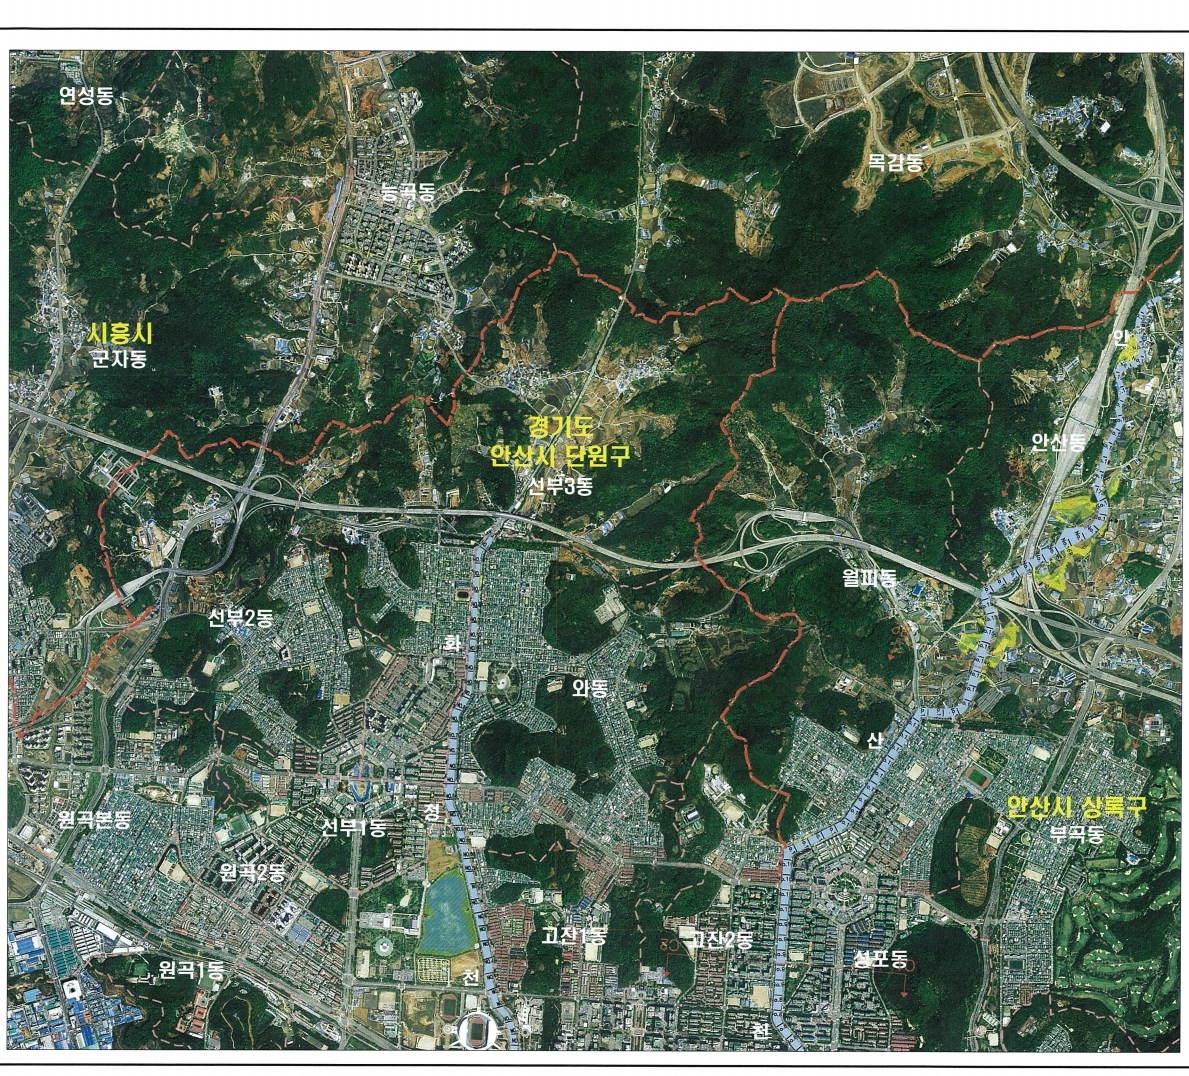 연성동
목감동
능곡동
시흥시
군자동
안
경기도
안산시 단원구
선부3동
안산동
월피동
선부2동
화
와동
산
안산시 상록구
부곡동
정
원곡본동
선부1동
원곡2동
고잔1동
고잔2동
성포동
원곡1동
천
천